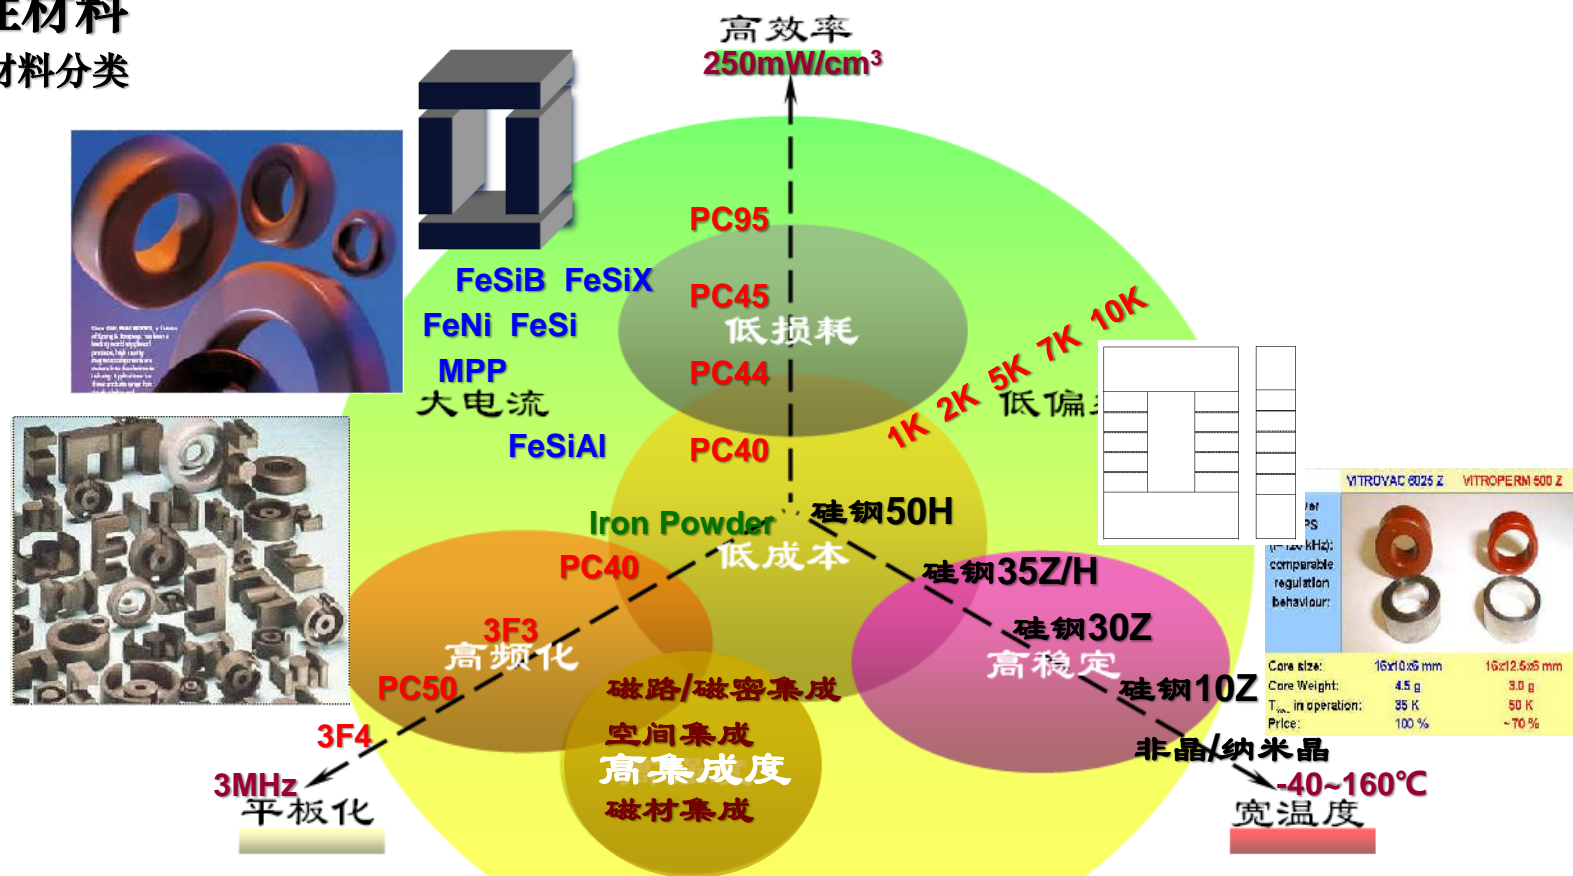 性材料
材料分类
高效率
250mW/cm³
PC95
FeSiB FeSiX
PC45
FeNi FeSi
低损耗
MPP
PC44
大电流
低偏
1K 2K 5K 7K 10K
FeSiAl
PC40
Iron Powder
硅钢50H
低成本
PC40
硅钢35Z/H
3F3
硅钢30Z
高频化
高稳定
PC50
磁路/磁密集成
硅钢10Z
3F4
空间集成
非晶/纳米晶
高集成度
3MHz
-40~160℃
平板化
磁材集成
宽温度
VITROVAC 6025 Z VITROPERM 500 Z
comparable
regulation
behaviour:
Core size: 16x10x6 mm 16x12.5x6 mm
Core Weight: 4.5 g 3.0 g
in operation: 35 K 50 K
Price: 100 % ~70 %